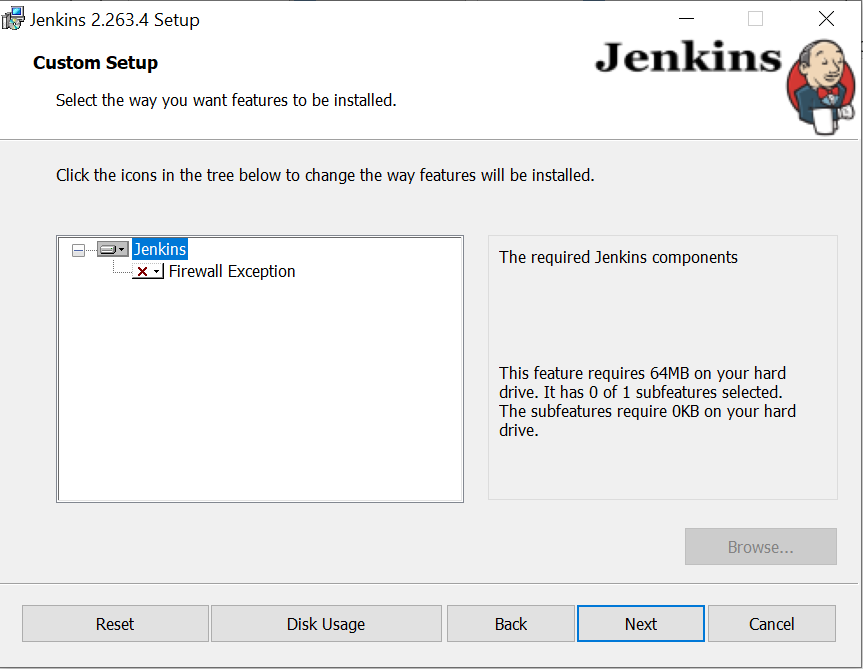 Jenkins 2.263.4 Setup
Custom Setup
Jenkins
Select the way you want features to be installed.
Click the icons in the tree below to change the way features will be installed.
Jenkins
Firewall Exception
The required Jenkins components
This feature requires 64MB on your hard
drive. It has 0 of 1 subfeatures selected.
The subfeatures require 0KB on your hard
drive.
Browse...
Reset
Disk Usage
Back
Next
Cancel